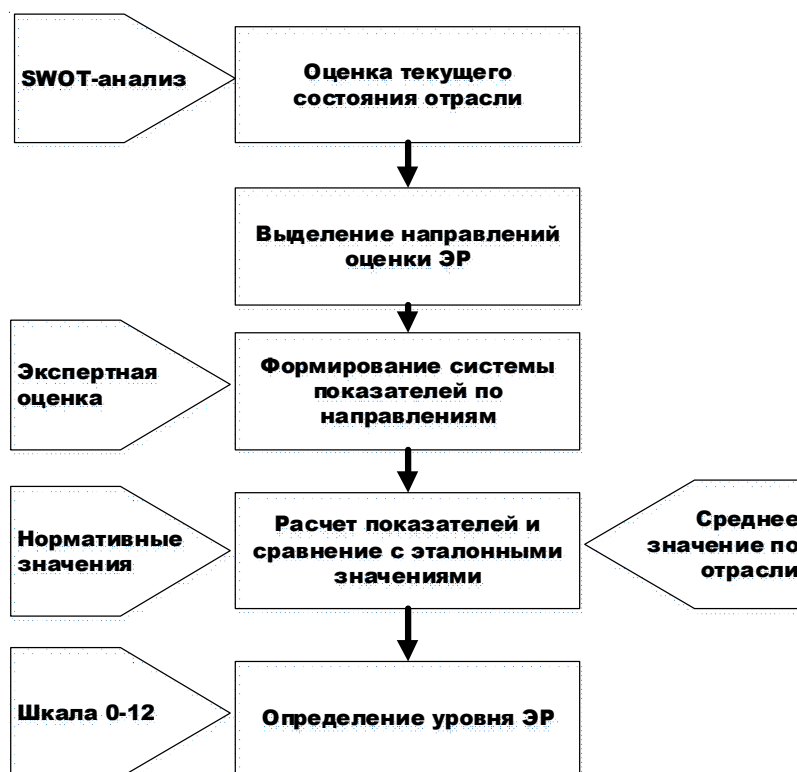 SWOT-анализ
Оценка текущего
состояния отрасли
Выделение направлений
оценки ЭР
Экспертная
оценка
Формирование системы
показателей по
направлениям
Нормативные
значения
Расчет показателей и
сравнение с эталонными
значениями
Среднее
значение по
отрасли
Шкала 0-12
Определение уровня ЭР